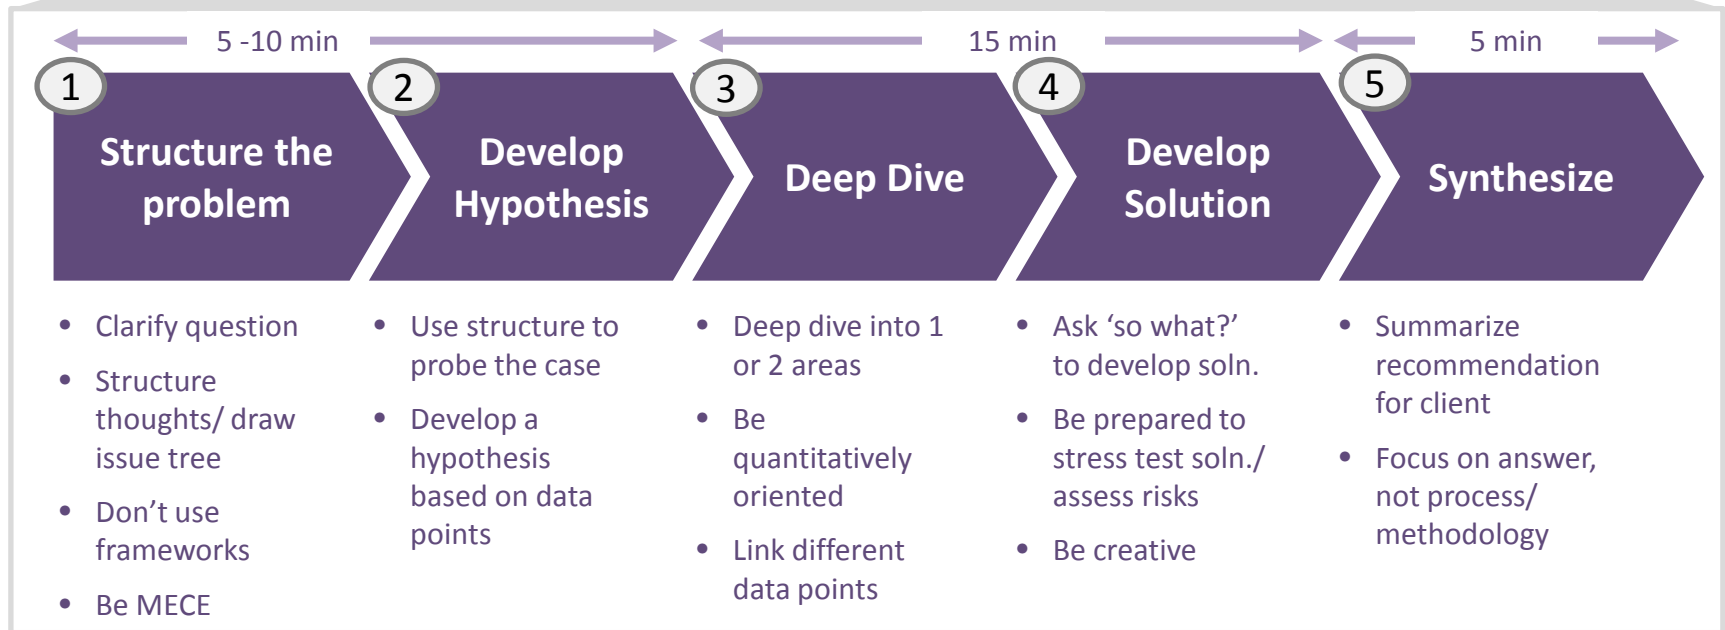 5 -10 min
15 min
5 min
1
2
3
4
5
Structure the
problem
Develop
Hypothesis
Deep Dive
Develop
Solution
Synthesize
• Clarify question
• Structure
thoughts/ draw
issue tree
• Don’t use
frameworks
• Be MECE
• Use structure to
probe the case
• Develop a
hypothesis
based on data
points
• Deep dive into 1
or 2 areas
• Be
quantitatively
oriented
• Link different
data points
• Ask ‘so what?’
to develop soln.
• Be prepared to
stress test soln./
assess risks
• Be creative
• Summarize
recommendation
for client
• Focus on answer,
not process/
methodology